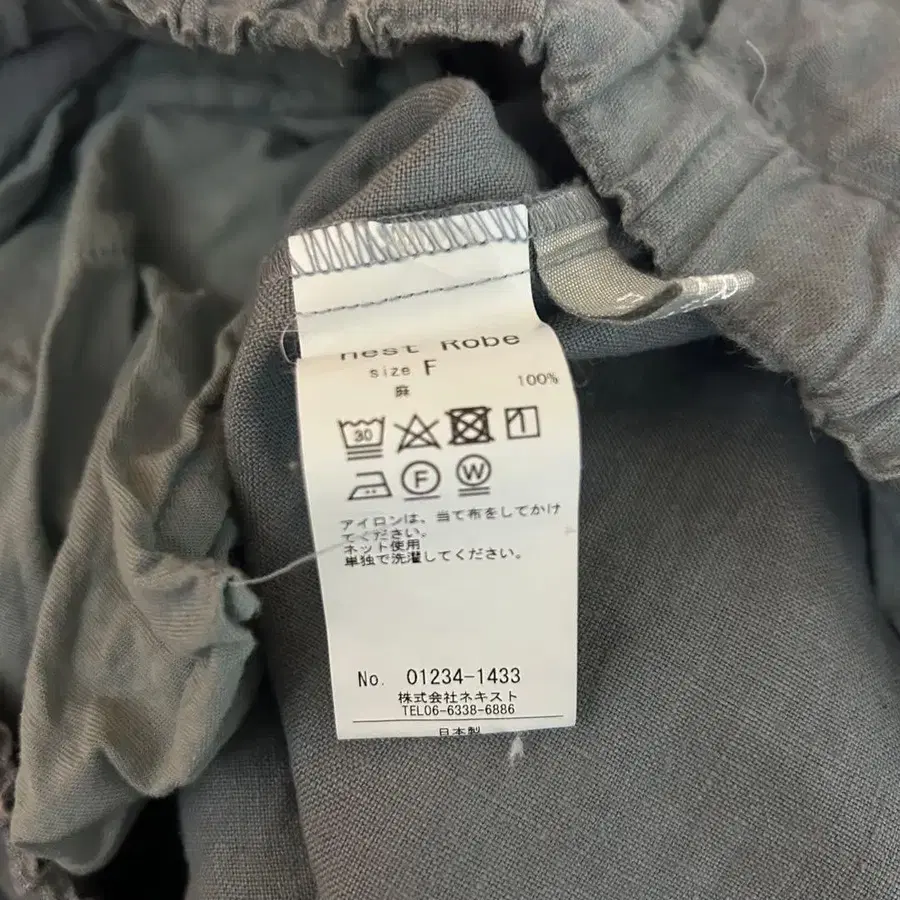 nest Robe
size F
麻 100%
30
F W
アイロンは、当て布をしてかけ
てください。
ネット使用
単独で洗濯してください。
No. 01234-1433
株式会社ネキスト
TEL06-6338-6886
日本製